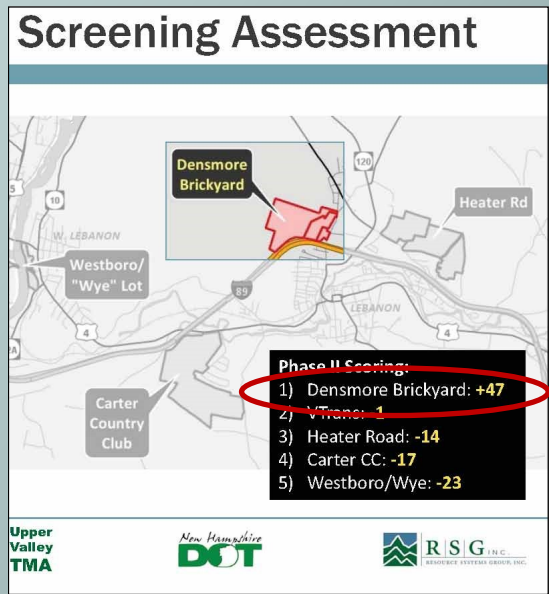 Screening Assessment
Densmore
Brickyard
120
5
10
Heater Rd
W. LEBANON
Westboro/
"Wye" Lot
89
LEBANON
4
4
Carter
Country
Club
Phase II Scoring:
1) Densmore Brickyard: +47
2) VTrans: -1
3) Heater Road: -14
4) Carter CC: -17
5) Westboro/Wye: -23
Upper
Valley
TMA
New Hampshire
DOT
RSG INC.
RESOURCE SYSTEMS GROUP, INC.